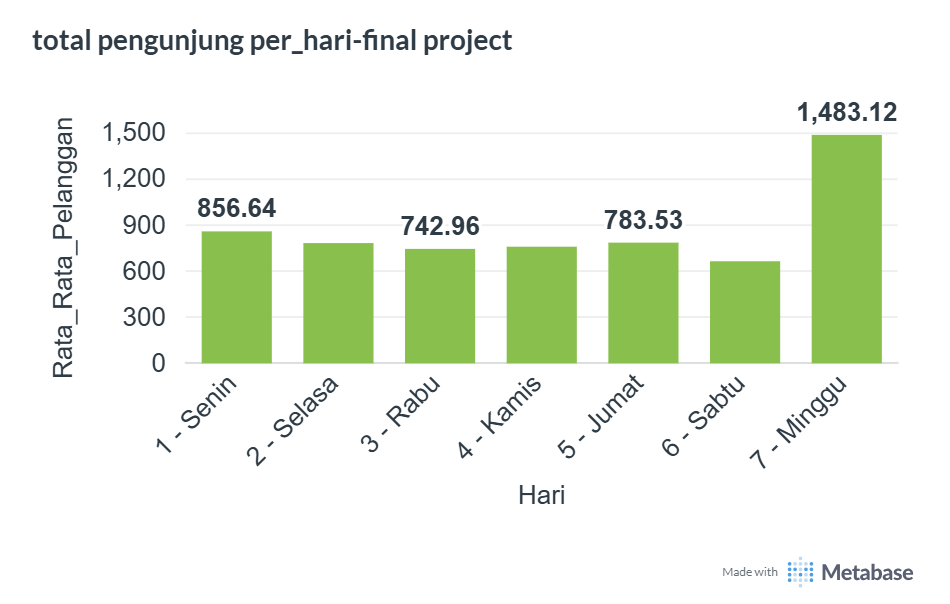 total pengunjung per_hari-final project
Rata_Rata_Pelanggan
1,500
1,200
900
600
300
0
856.64
742.96
783.53
1,483.12
1 - Senin
2 - Selasa
3 - Rabu
4 - Kamis
5 - Jumat
6 - Sabtu
7 - Minggu
Hari
Made with Metabase